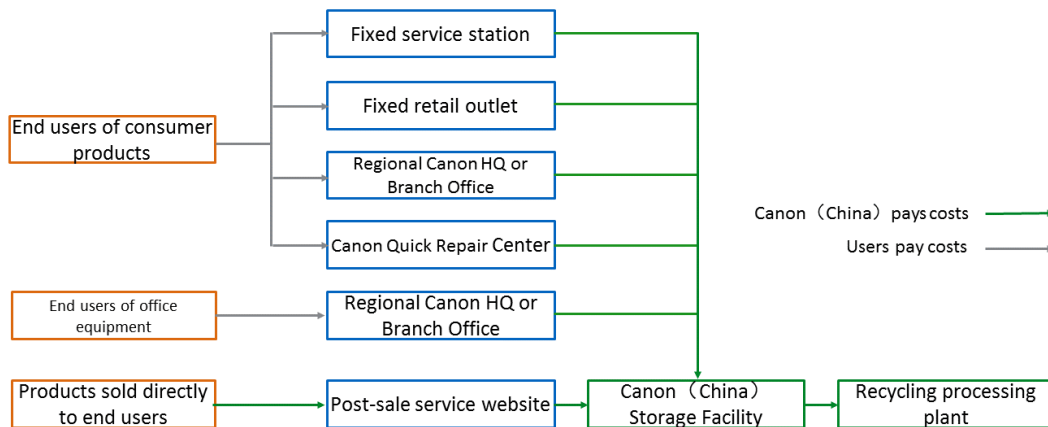 Fixed service station
Fixed retail outlet
End users of consumer
products
Regional Canon HQ or
Branch Office
Canon（China）pays costs
Users pay costs
Canon Quick Repair Center
End users of office
equipment
Regional Canon HQ or
Branch Office
Products sold directly
to end users
Post-sale service website
Canon（China）
Storage Facility
Recycling processing
plant